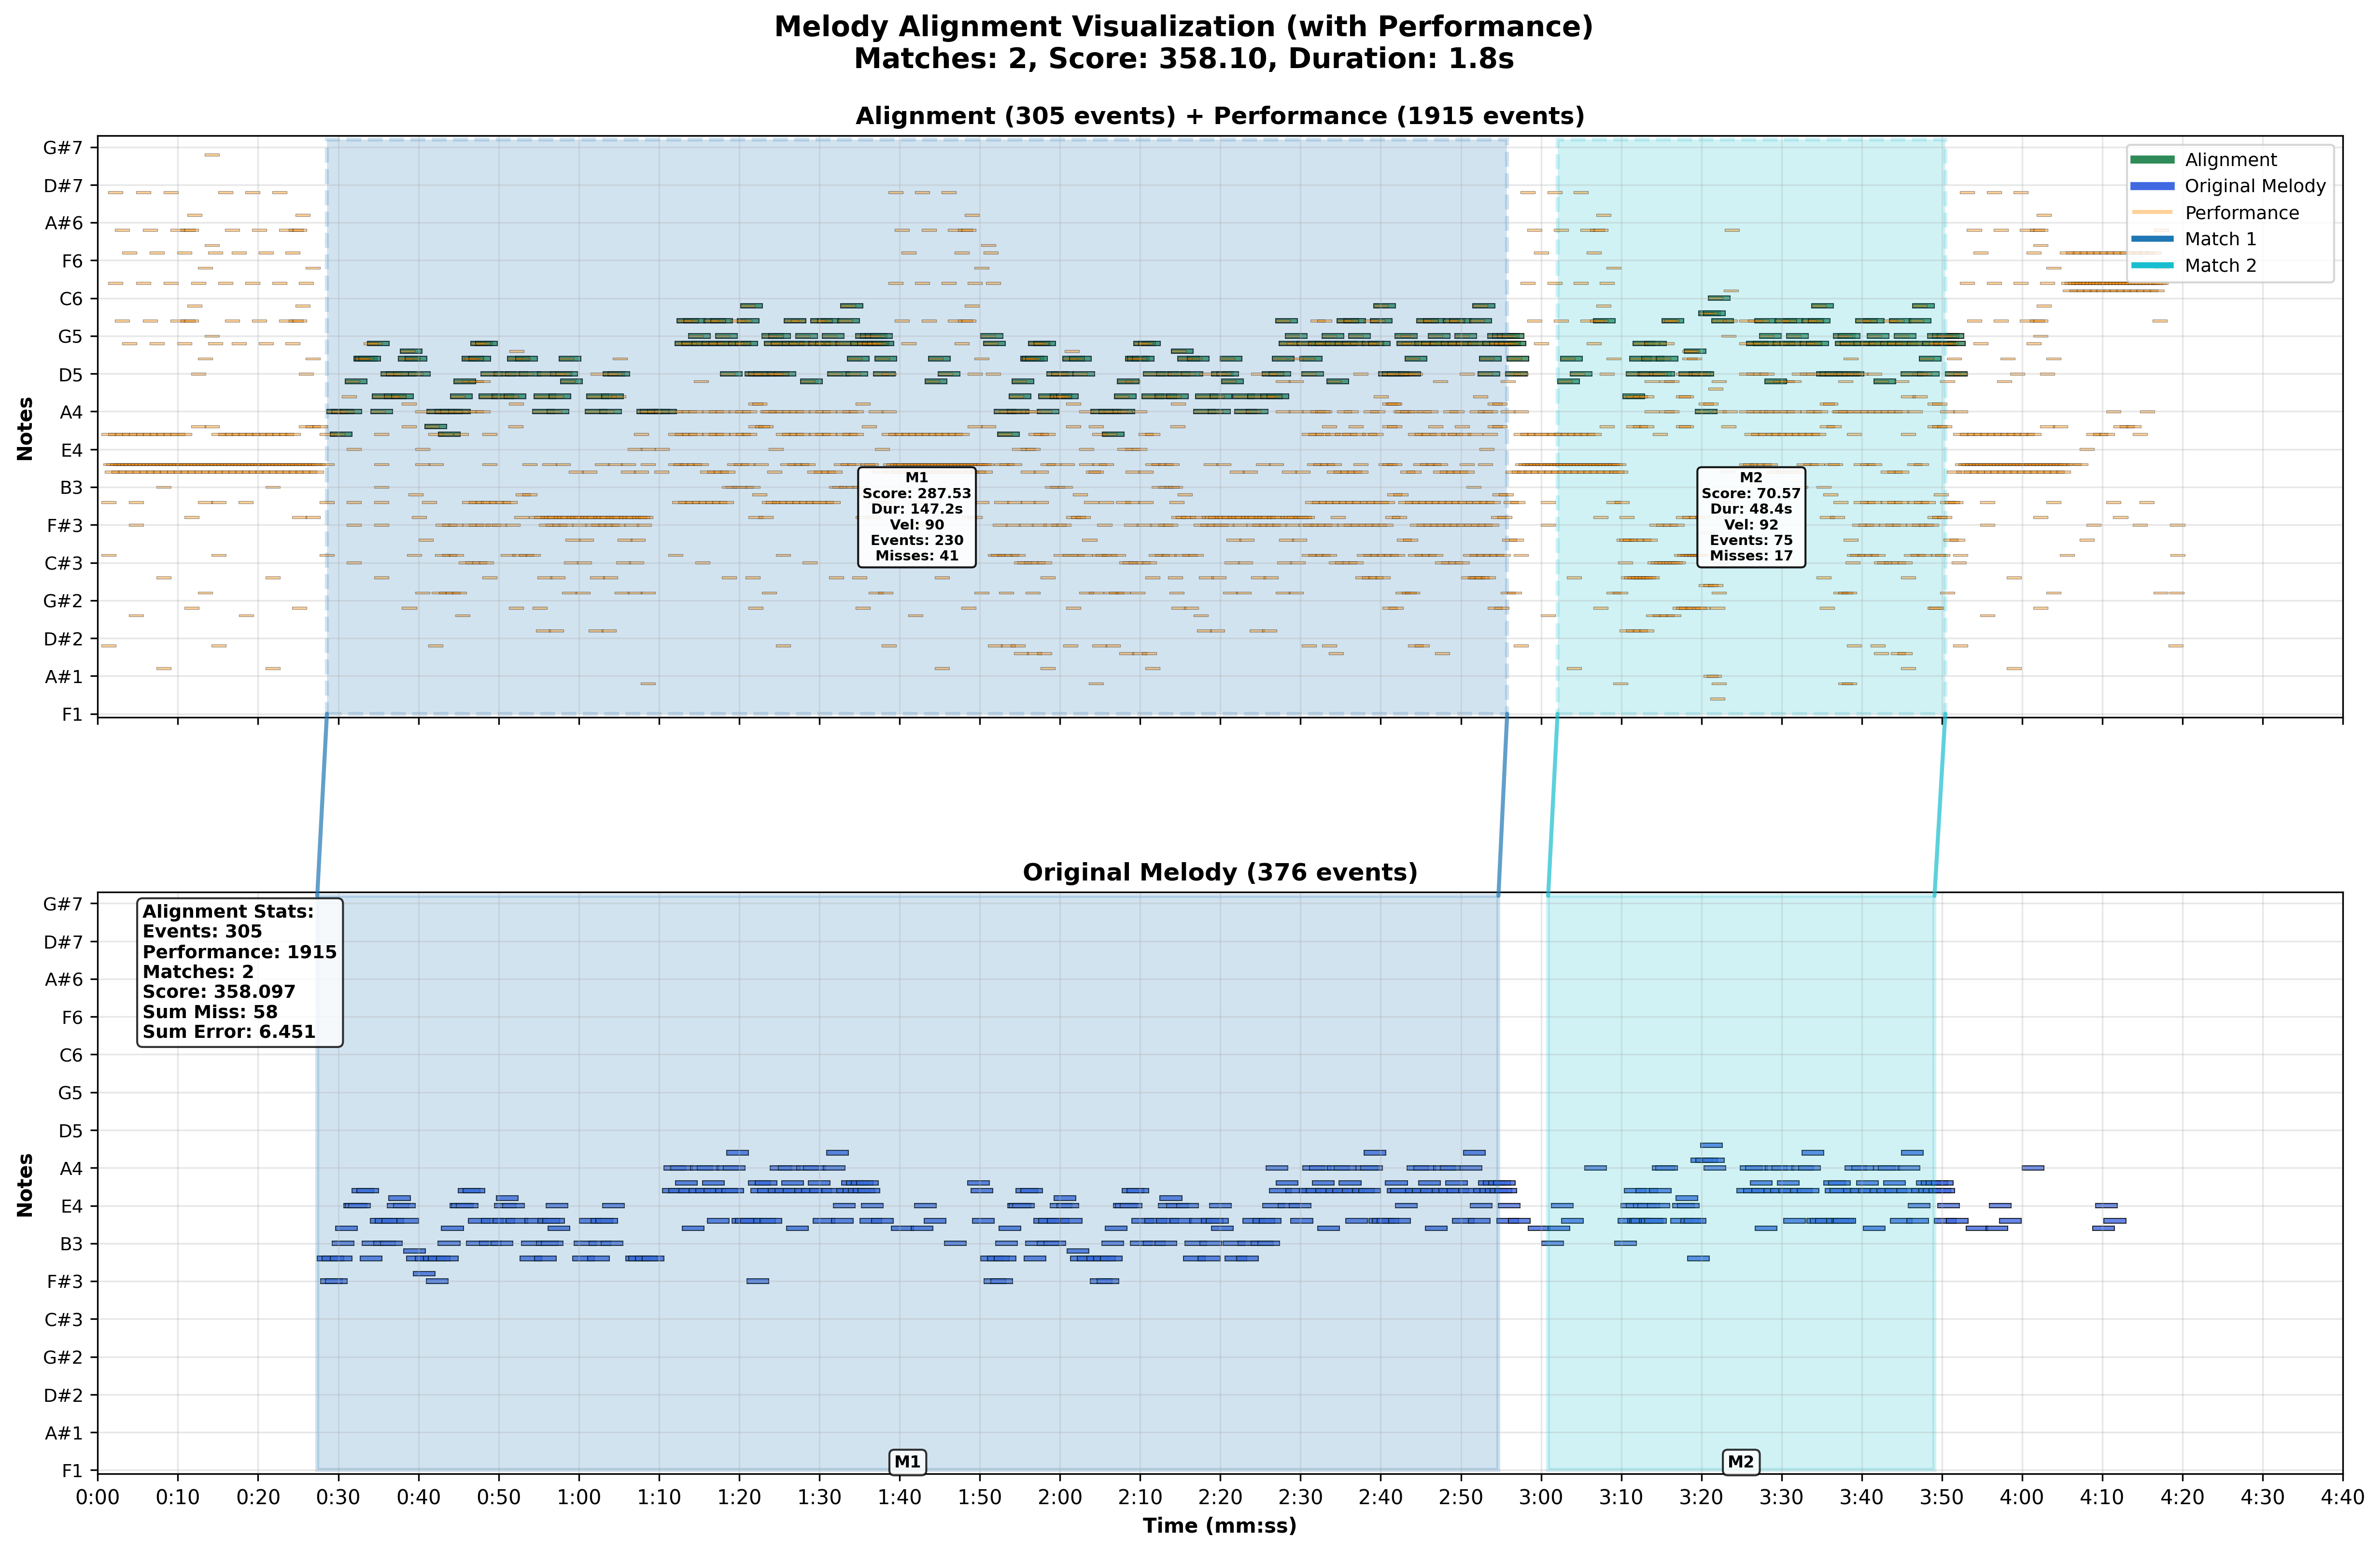 Melody Alignment Visualization (with Performance)
Matches: 2, Score: 358.10, Duration: 1.8s
Alignment (305 events) + Performance (1915 events)
Notes
G#7
D#7
A#6
F6
C6
G5
D5
A4
E4
B3
F#3
C#3
G#2
D#2
A#1
F1
Alignment
Original Melody
Performance
Match 1
Match 2
M1
Score: 287.53
Dur: 147.2s
Vel: 90
Events: 230
Misses: 41
M2
Score: 70.57
Dur: 48.4s
Vel: 92
Events: 75
Misses: 17
Original Melody (376 events)
Notes
G#7
D#7
A#6
F6
C6
G5
D5
A4
E4
B3
F#3
C#3
G#2
D#2
A#1
F1
Alignment Stats:
Events: 305
Performance: 1915
Matches: 2
Score: 358.097
Sum Miss: 58
Sum Error: 6.451
M1
M2
0:00 0:10 0:20 0:30 0:40 0:50 1:00 1:10 1:20 1:30 1:40 1:50 2:00 2:10 2:20 2:30 2:40 2:50 3:00 3:10 3:20 3:30 3:40 3:50 4:00 4:10 4:20 4:30 4:40
Time (mm:ss)